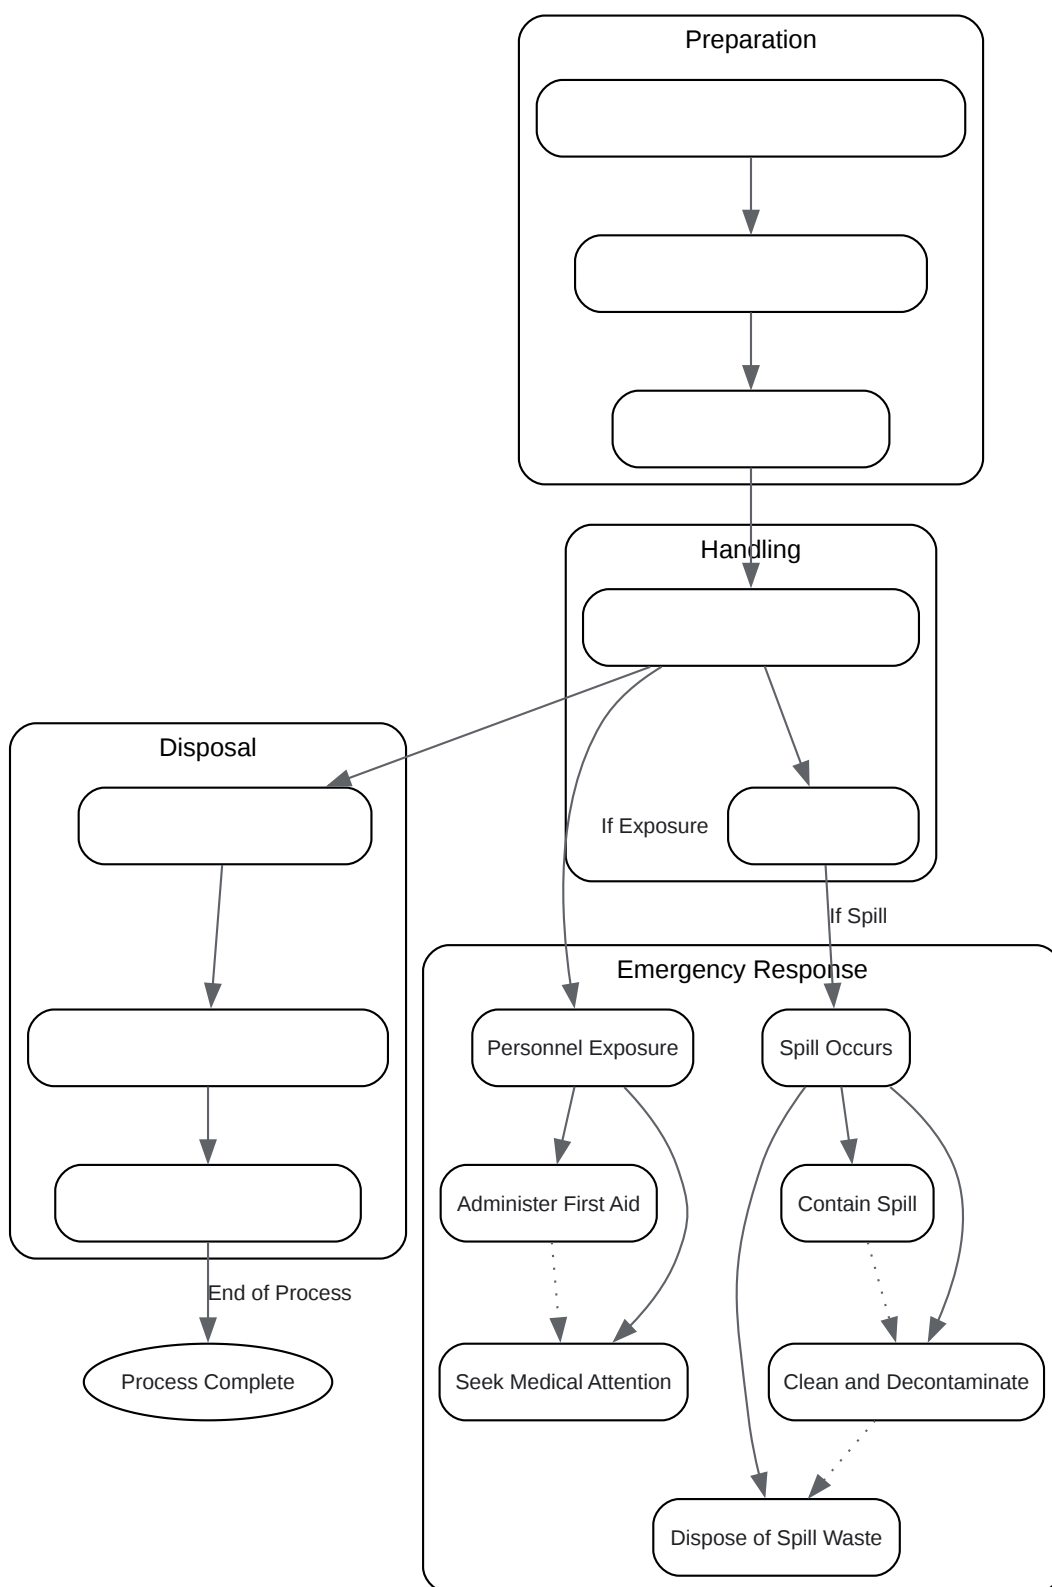 Preparation
Handling
Disposal
If Exposure
If Spill
Emergency Response
Personnel Exposure
Spill Occurs
Administer First Aid
Contain Spill
End of Process
Process Complete
Seek Medical Attention
Clean and Decontaminate
Dispose of Spill Waste